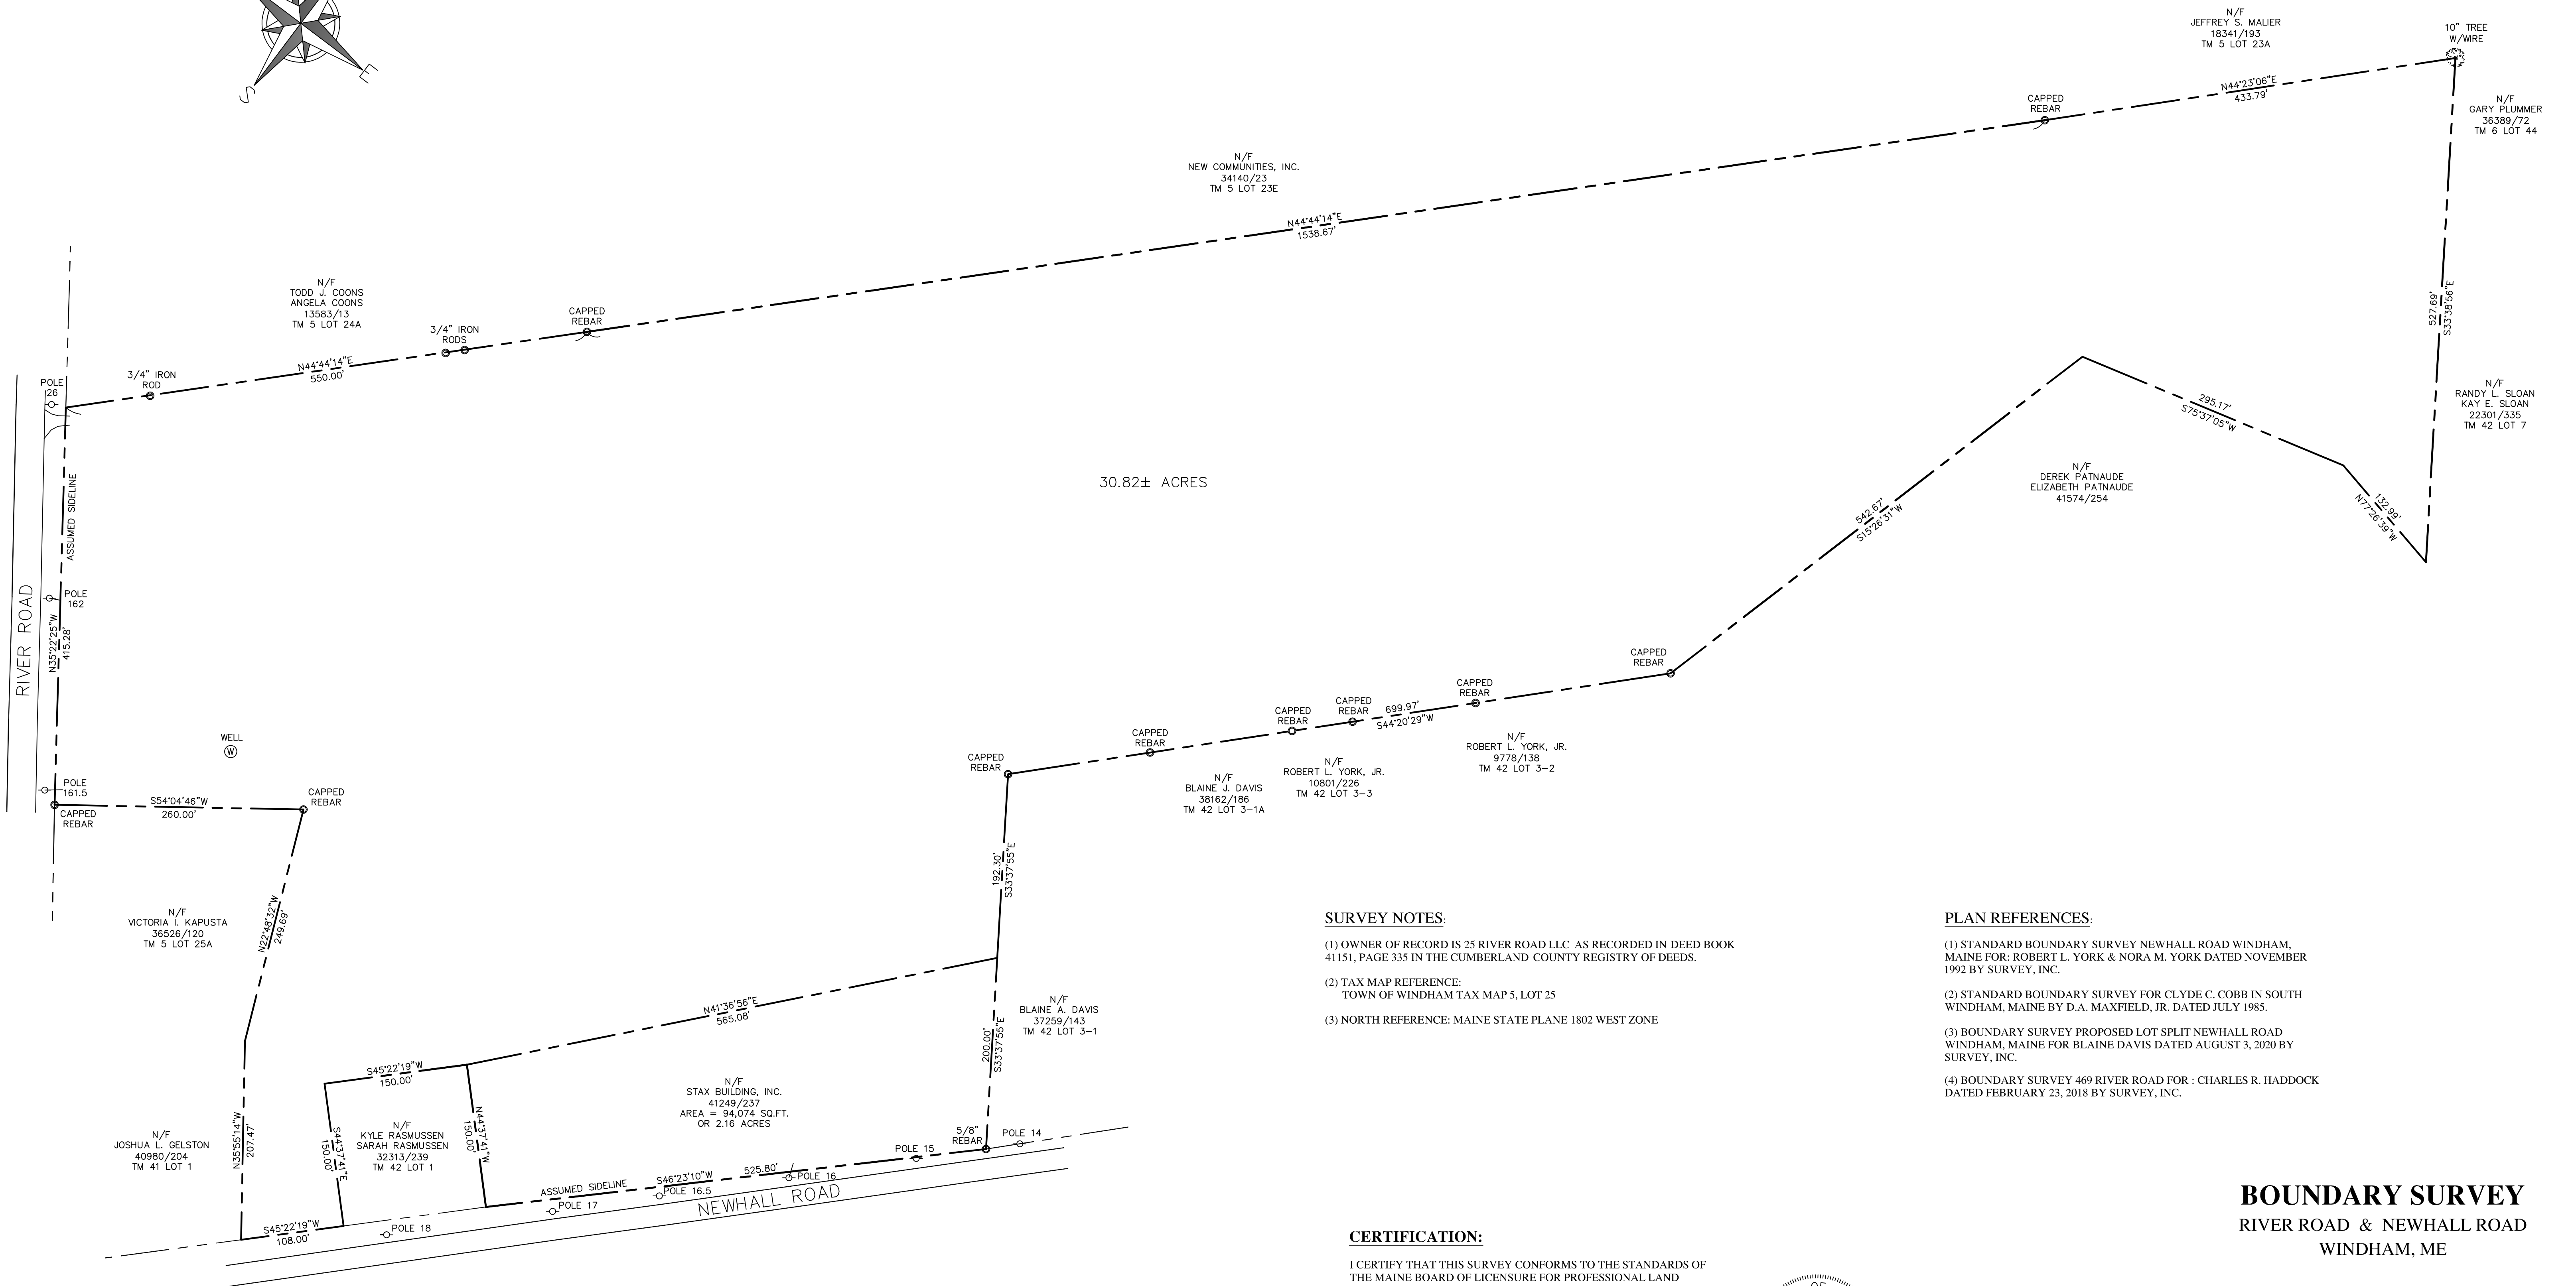 S
E
N/F
JEFFREY S. MALIER
18341/193
TM 5 LOT 23A
10" TREE
W/WIRE
N44°23'06"E
433.79'
CAPPED
REBAR
N/F
GARY PLUMMER
36389/72
TM 6 LOT 44
N/F
NEW COMMUNITIES, INC.
34140/23
TM 5 LOT 23E
N44°44'14"E
1538.67'
N/F
TODD J. COONS
ANGELA COONS
13583/13
TM 5 LOT 24A
CAPPED
REBAR
3/4" IRON
RODS
N44°44'14"E
550.00'
3/4" IRON
ROD
POLE
26
527.69'
S33°38'56"E
N/F
RANDY L. SLOAN
KAY E. SLOAN
22301/335
TM 42 LOT 7
295.17'
S75°37'05"W
N/F
DEREK PATNAUDE
ELIZABETH PATNAUDE
41574/254
132.99'
N77°26'39"W
542.67'
S15°26'31"W
30.82± ACRES
ASSUMED SIDELINE
RIVER ROAD
POLE
162
N35°22'25"W
415.28'
WELL
W
POLE
161.5
CAPPED
REBAR
S54°04'46"W
260.00'
CAPPED
REBAR
CAPPED
REBAR
CAPPED
REBAR
CAPPED
REBAR
CAPPED
REBAR
699.97'
S44°20'29"W
CAPPED
REBAR
CAPPED
REBAR
N/F
BLAINE J. DAVIS
38162/186
TM 42 LOT 3-1A
N/F
ROBERT L. YORK, JR.
10801/226
TM 42 LOT 3-3
N/F
ROBERT L. YORK, JR.
9778/138
TM 42 LOT 3-2
192.30'
S33°37'55"E
N/F
VICTORIA I. KAPUSTA
36526/120
TM 5 LOT 25A
N22°48'32"W
249.69'
N41°36'56"E
565.08'
200.00'
S33°37'55"E
N/F
BLAINE A. DAVIS
37259/143
TM 42 LOT 3-1
S45°22'19"W
150.00'
N/F
STAX BUILDING, INC.
41249/237
AREA = 94,074 SQ.FT.
OR 2.16 ACRES
N/F
JOSHUA L. GELSTON
40980/204
TM 41 LOT 1
N35°55'14"W
207.47'
S44°37'41"E
150.00'
N/F
KYLE RASMUSSEN
SARAH RASMUSSEN
32313/239
TM 42 LOT 1
N44°37'41"W
150.00'
5/8"
REBAR
POLE 14
POLE 15
POLE 16
POLE 16.5
POLE 17
POLE 18
ASSUMED SIDELINE
S46°23'10"W
525.80'
NEWHALL ROAD
S45°22'19"W
108.00'
SURVEY NOTES:
(1) OWNER OF RECORD IS 25 RIVER ROAD LLC AS RECORDED IN DEED BOOK
41151, PAGE 335 IN THE CUMBERLAND COUNTY REGISTRY OF DEEDS.
(2) TAX MAP REFERENCE:
TOWN OF WINDHAM TAX MAP 5, LOT 25
(3) NORTH REFERENCE: MAINE STATE PLANE 1802 WEST ZONE
PLAN REFERENCES:
(1) STANDARD BOUNDARY SURVEY NEWHALL ROAD WINDHAM,
MAINE FOR: ROBERT L. YORK & NORA M. YORK DATED NOVEMBER
1992 BY SURVEY, INC.
(2) STANDARD BOUNDARY SURVEY FOR CLYDE C. COBB IN SOUTH
WINDHAM, MAINE BY D.A. MAXFIELD, JR. DATED JULY 1985.
(3) BOUNDARY SURVEY PROPOSED LOT SPLIT NEWHALL ROAD
WINDHAM, MAINE FOR BLAINE DAVIS DATED AUGUST 3, 2020 BY
SURVEY, INC.
(4) BOUNDARY SURVEY 469 RIVER ROAD FOR : CHARLES R. HADDOCK
DATED FEBRUARY 23, 2018 BY SURVEY, INC.
BOUNDARY SURVEY
RIVER ROAD & NEWHALL ROAD
WINDHAM, ME
CERTIFICATION:
I CERTIFY THAT THIS SURVEY CONFORMS TO THE STANDARDS OF
THE MAINE BOARD OF LICENSURE FOR PROFESSIONAL LAND